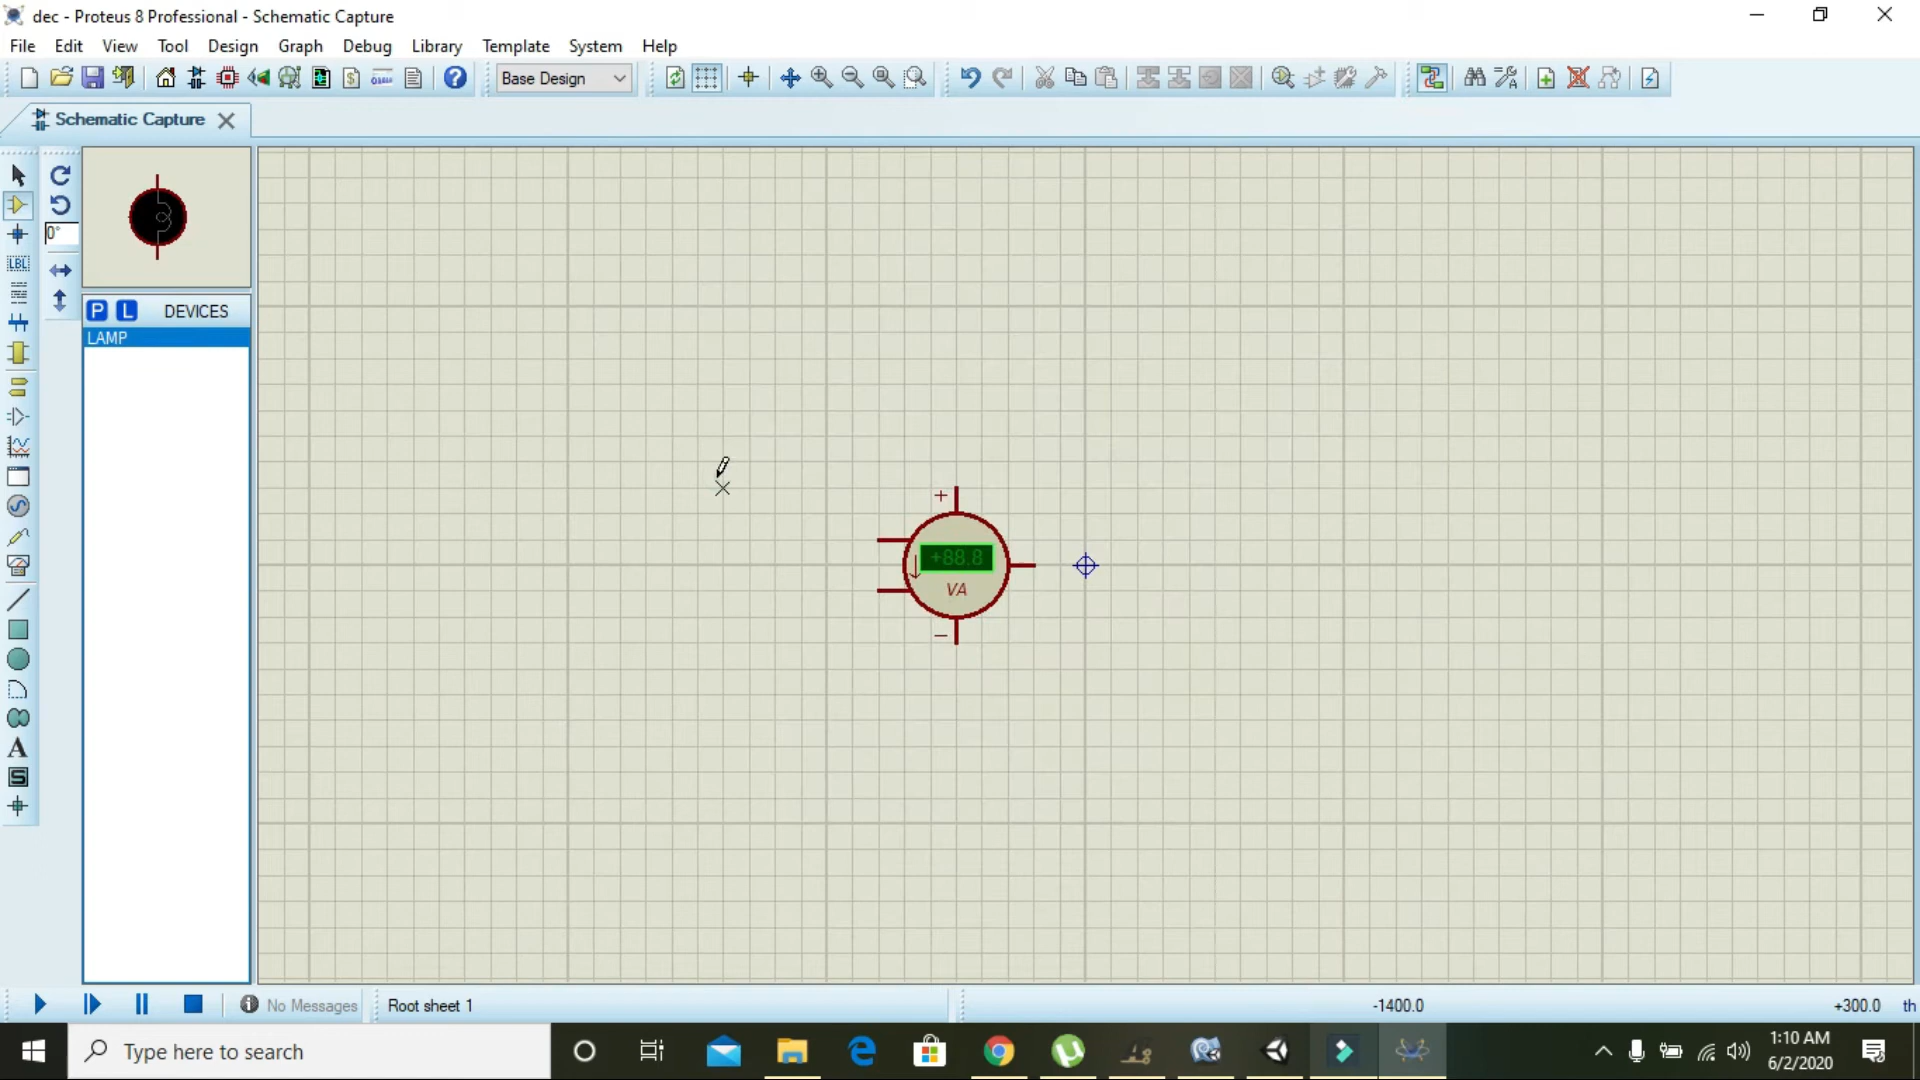 dec - Proteus 8 Professional - Schematic Capture
File Edit View Tool Design Graph Debug Library Template System Help
Base Design
Schematic Capture
0°
LBL
P L DEVICES
LAMP
+
+88.8
VA
−
A
S
No Messages Root sheet 1 -1400.0 +300.0 th
Type here to search
1:10 AM
6/2/2020